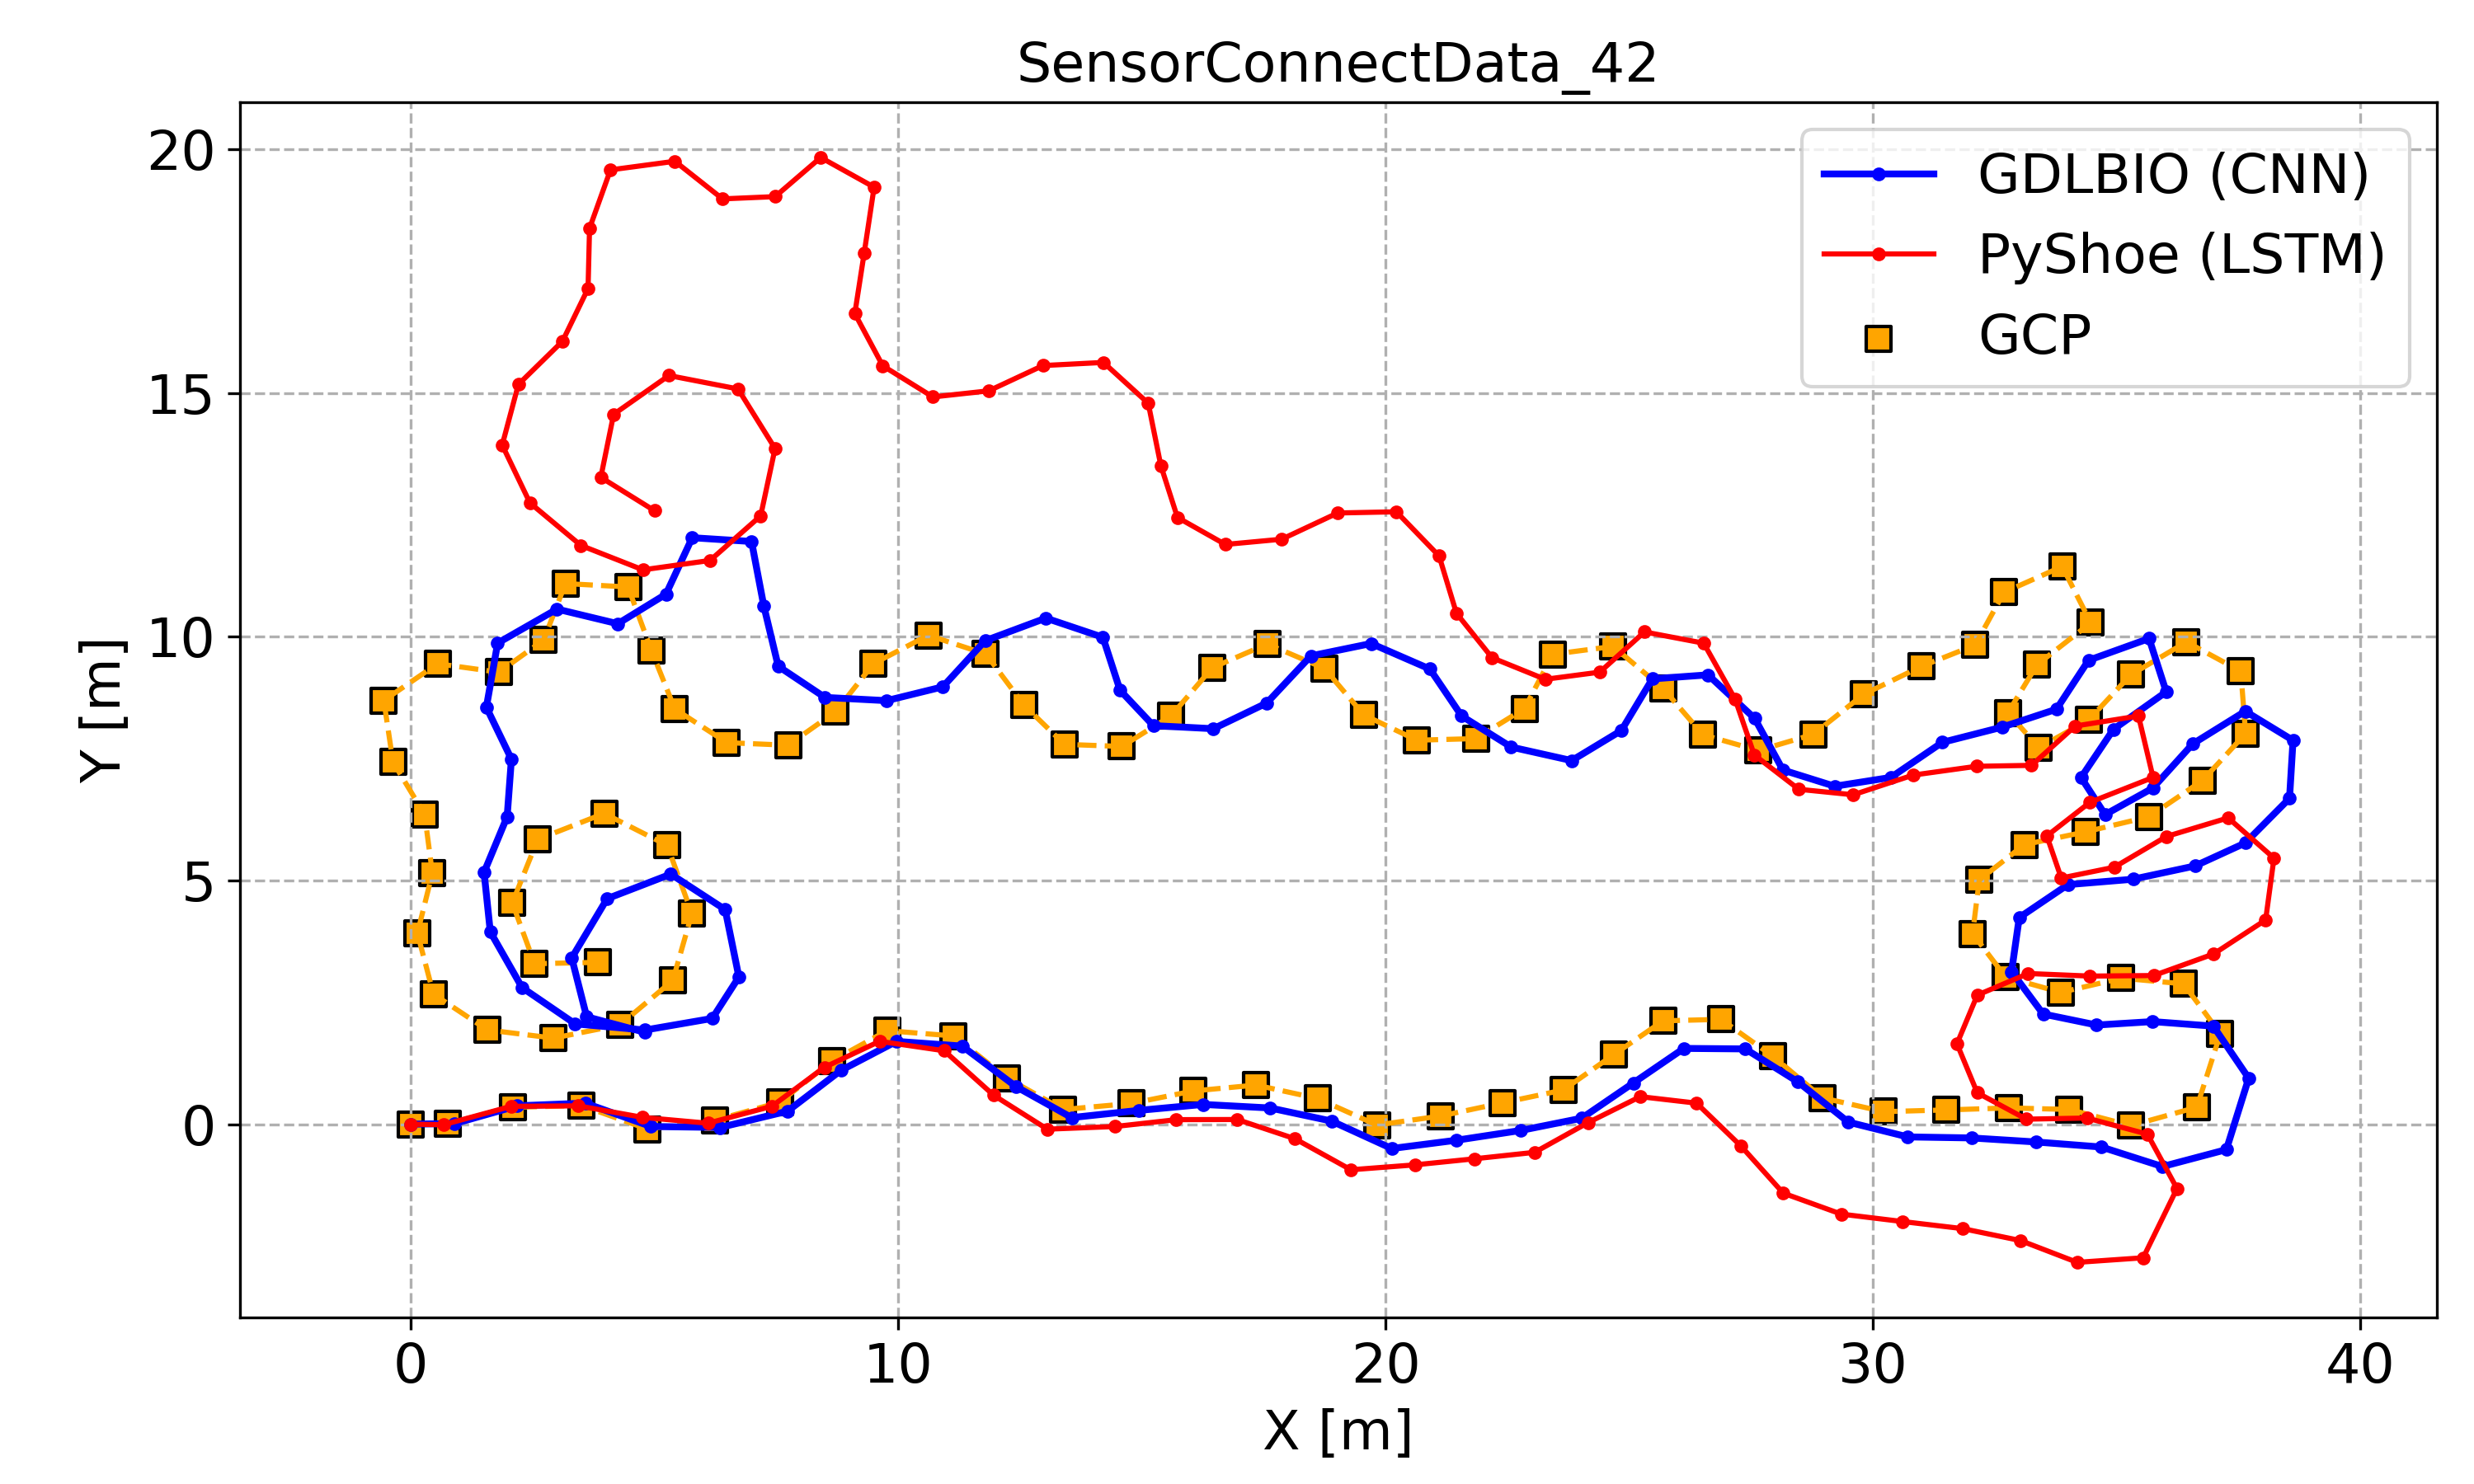 SensorConnectData_42
GDLBIO (CNN)
PyShoe (LSTM)
GCP
Y [m]
20
15
10
5
0
0 10 20 30 40
X [m]